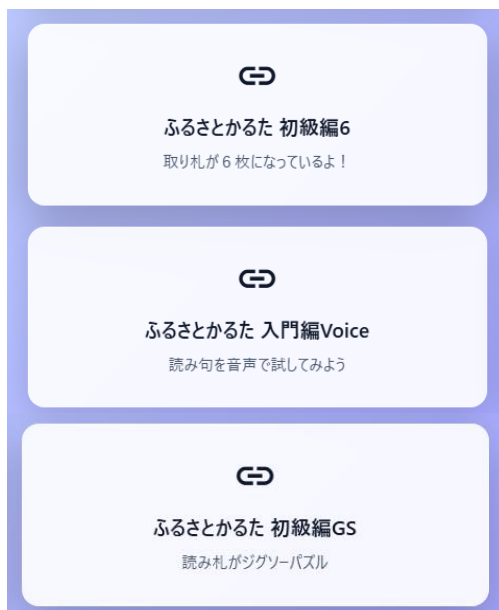 ふるさとかるた 初級編6
取り札が６枚になっているよ！
ふるさとかるた 入門編Voice
読み句を音声で試してみよう
ふるさとかるた 初級編GS
読み札がジグソーパズル